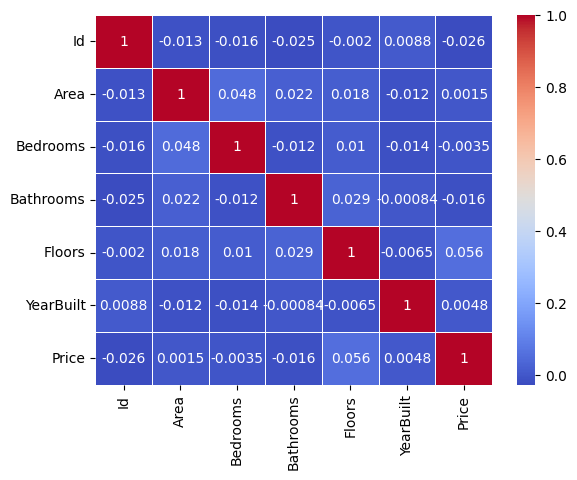 Id 1 -0.013 -0.016 -0.025 -0.002 0.0088 -0.026 1.0
Area -0.013 1 0.048 0.022 0.018 -0.012 0.0015 0.8
Bedrooms -0.016 0.048 1 -0.012 0.01 -0.014 -0.0035 0.6
Bathrooms -0.025 0.022 -0.012 1 0.029 -0.00084 -0.016
Floors -0.002 0.018 0.01 0.029 1 -0.0065 0.056 0.4
YearBuilt 0.0088 -0.012 -0.014 -0.00084 -0.0065 1 0.0048 0.2
Price -0.026 0.0015 -0.0035 -0.016 0.056 0.0048 1 0.0
Id Area Bedrooms Bathrooms Floors YearBuilt Price